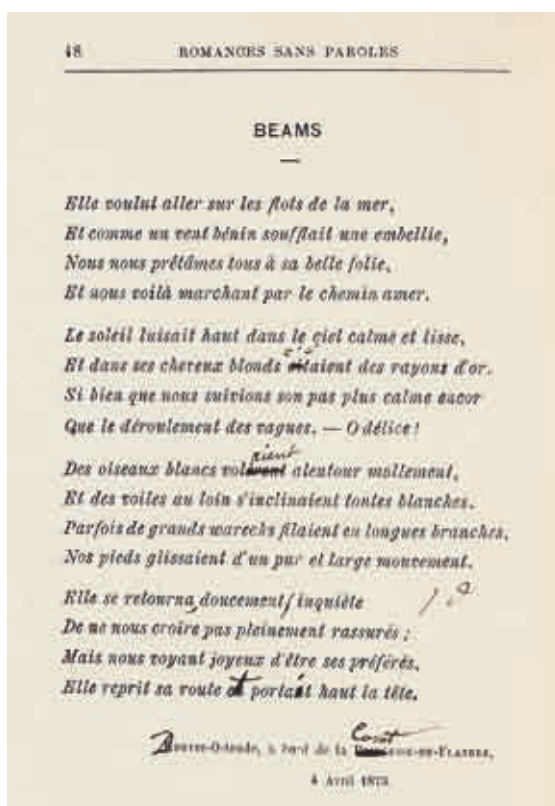 48 ROMANCES SANS PAROLES
BEAMS
Elle voulut aller sur les flots de la mer,
Et comme un vent bénin soufflait une embellie,
Nous nous prêtâmes tous à sa belle folie,
Et nous voilà marchant par le chemin amer.
Le soleil luisait haut dans le ciel calme et lisse,
Et dans ses cheveux blonds étaient des rayons d'or,
Si bien que nous suivions son pas plus calme encor
Que le déroulement des vagues. — O délice !
aient
Des oiseaux blancs volaient alentour mollement,
Et des voiles au loin s'inclinaient toutes blanches.
Parfois de grands varechs filaient en longues branches,
Nos pieds glissaient d'un pur et large mouvement.
Elle se retourna, doucement inquiète
De ne nous croire pas pleinement rassurés ;
Mais nous voyant joyeux d'être ses préférés,
Elle reprit sa route et portait haut la tête.
Douvres-Ostende, à bord de la Comt -DE-FLANDRE,
4 AVRIL 1873